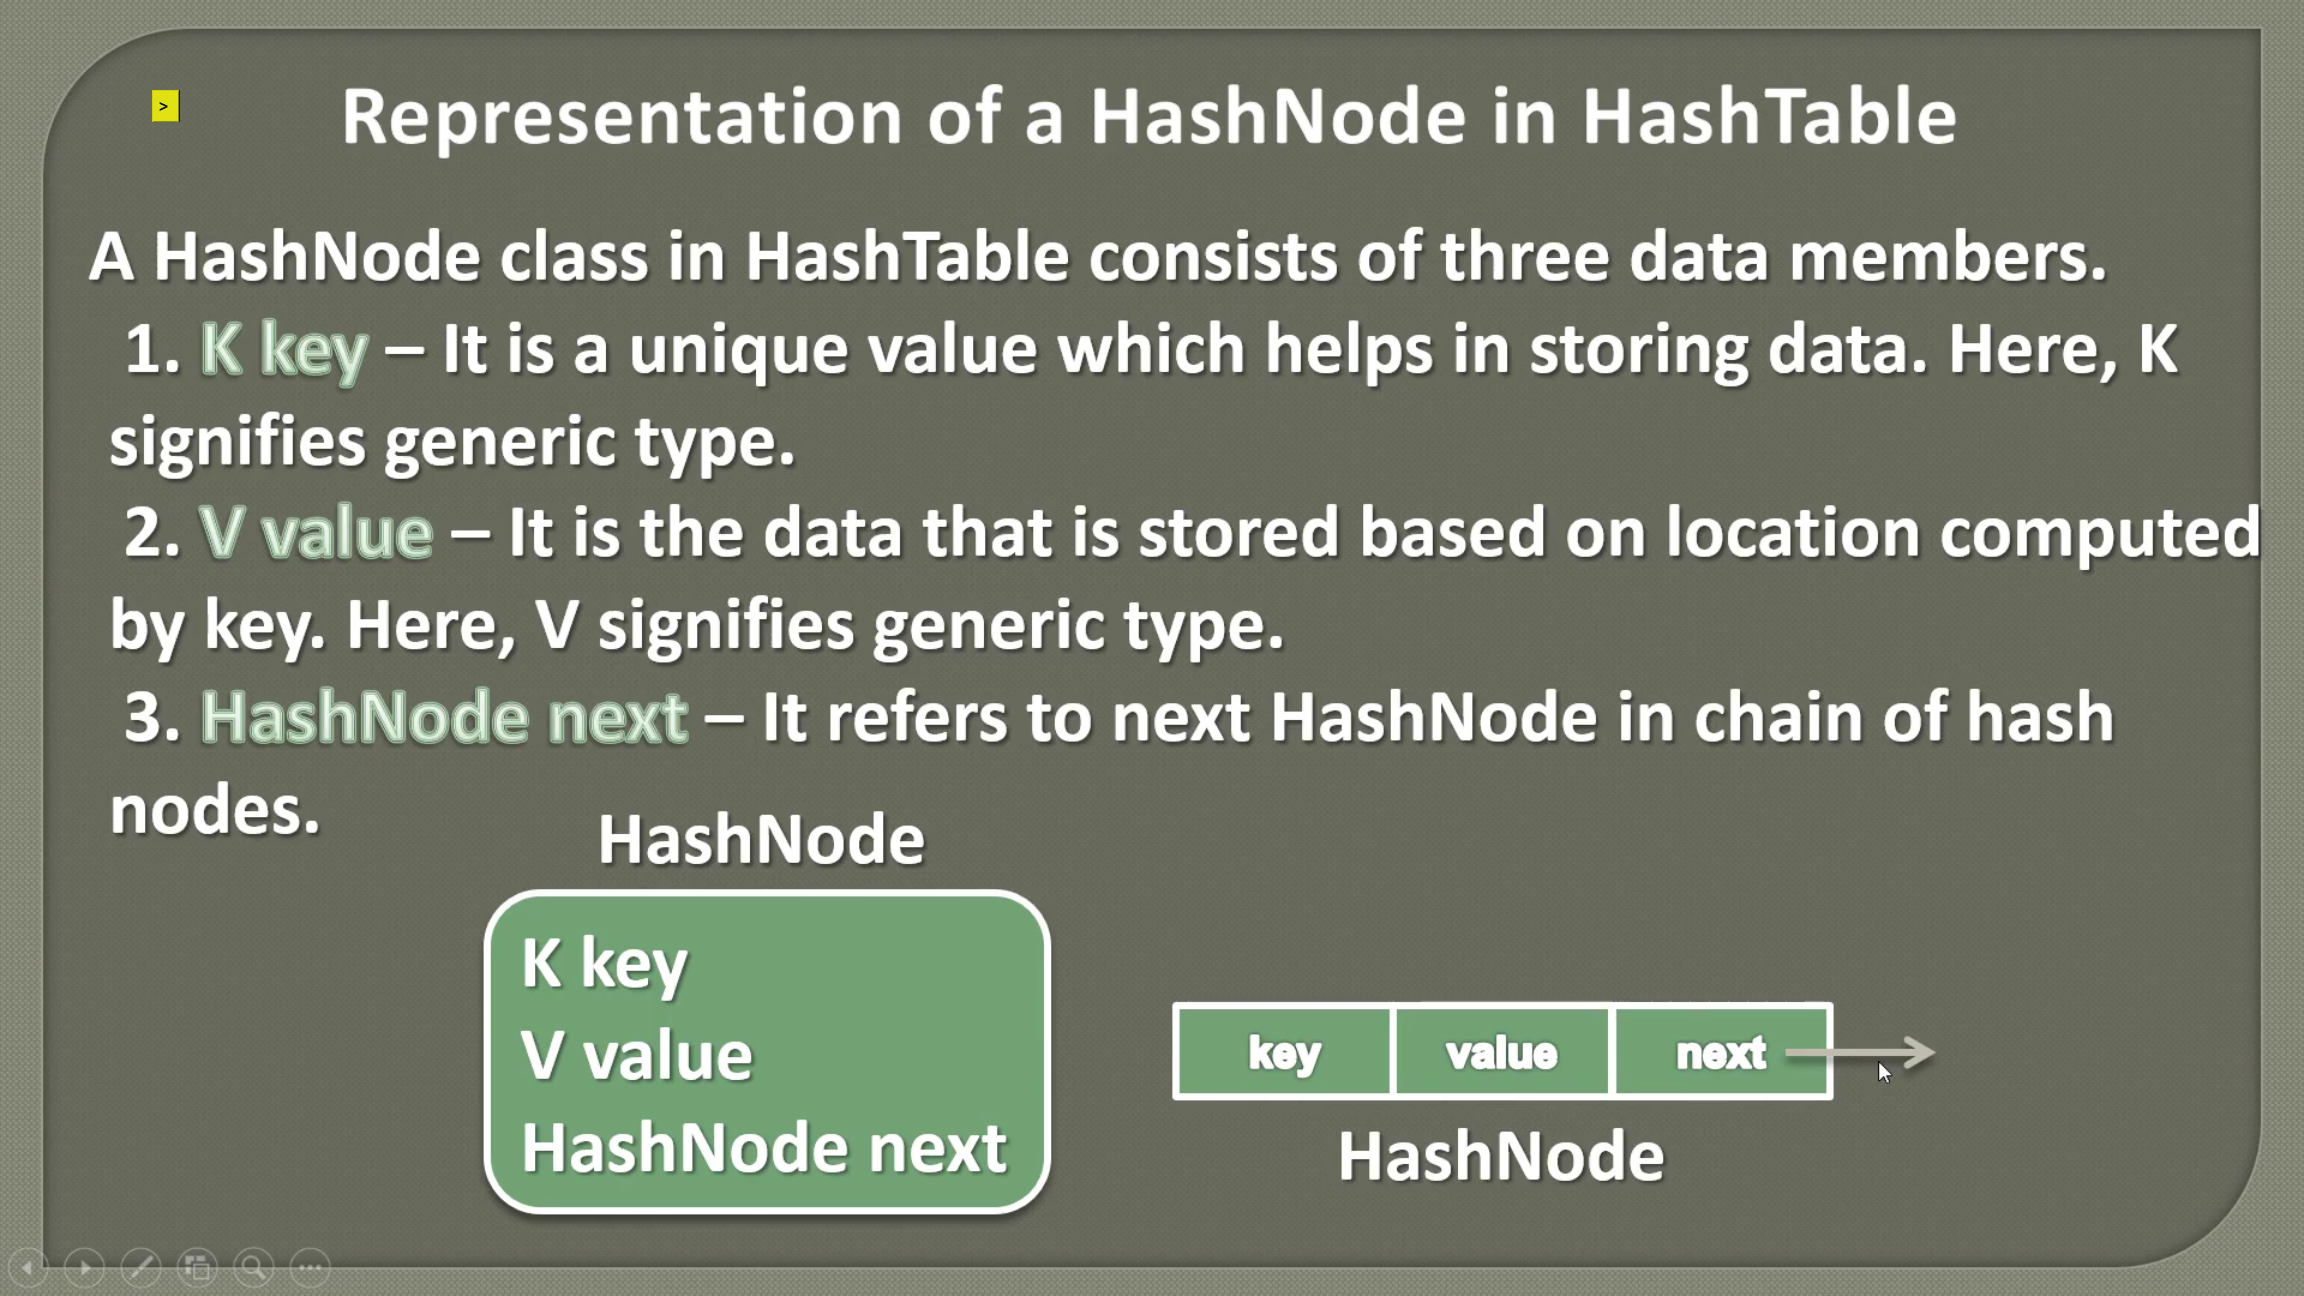 >
Representation of a HashNode in HashTable
A HashNode class in HashTable consists of three data members.
1. K key – It is a unique value which helps in storing data. Here, K
signifies generic type.
2. V value – It is the data that is stored based on location computed
by key. Here, V signifies generic type.
3. HashNode next – It refers to next HashNode in chain of hash
nodes.
HashNode
K key
V value
HashNode next
key value next
HashNode